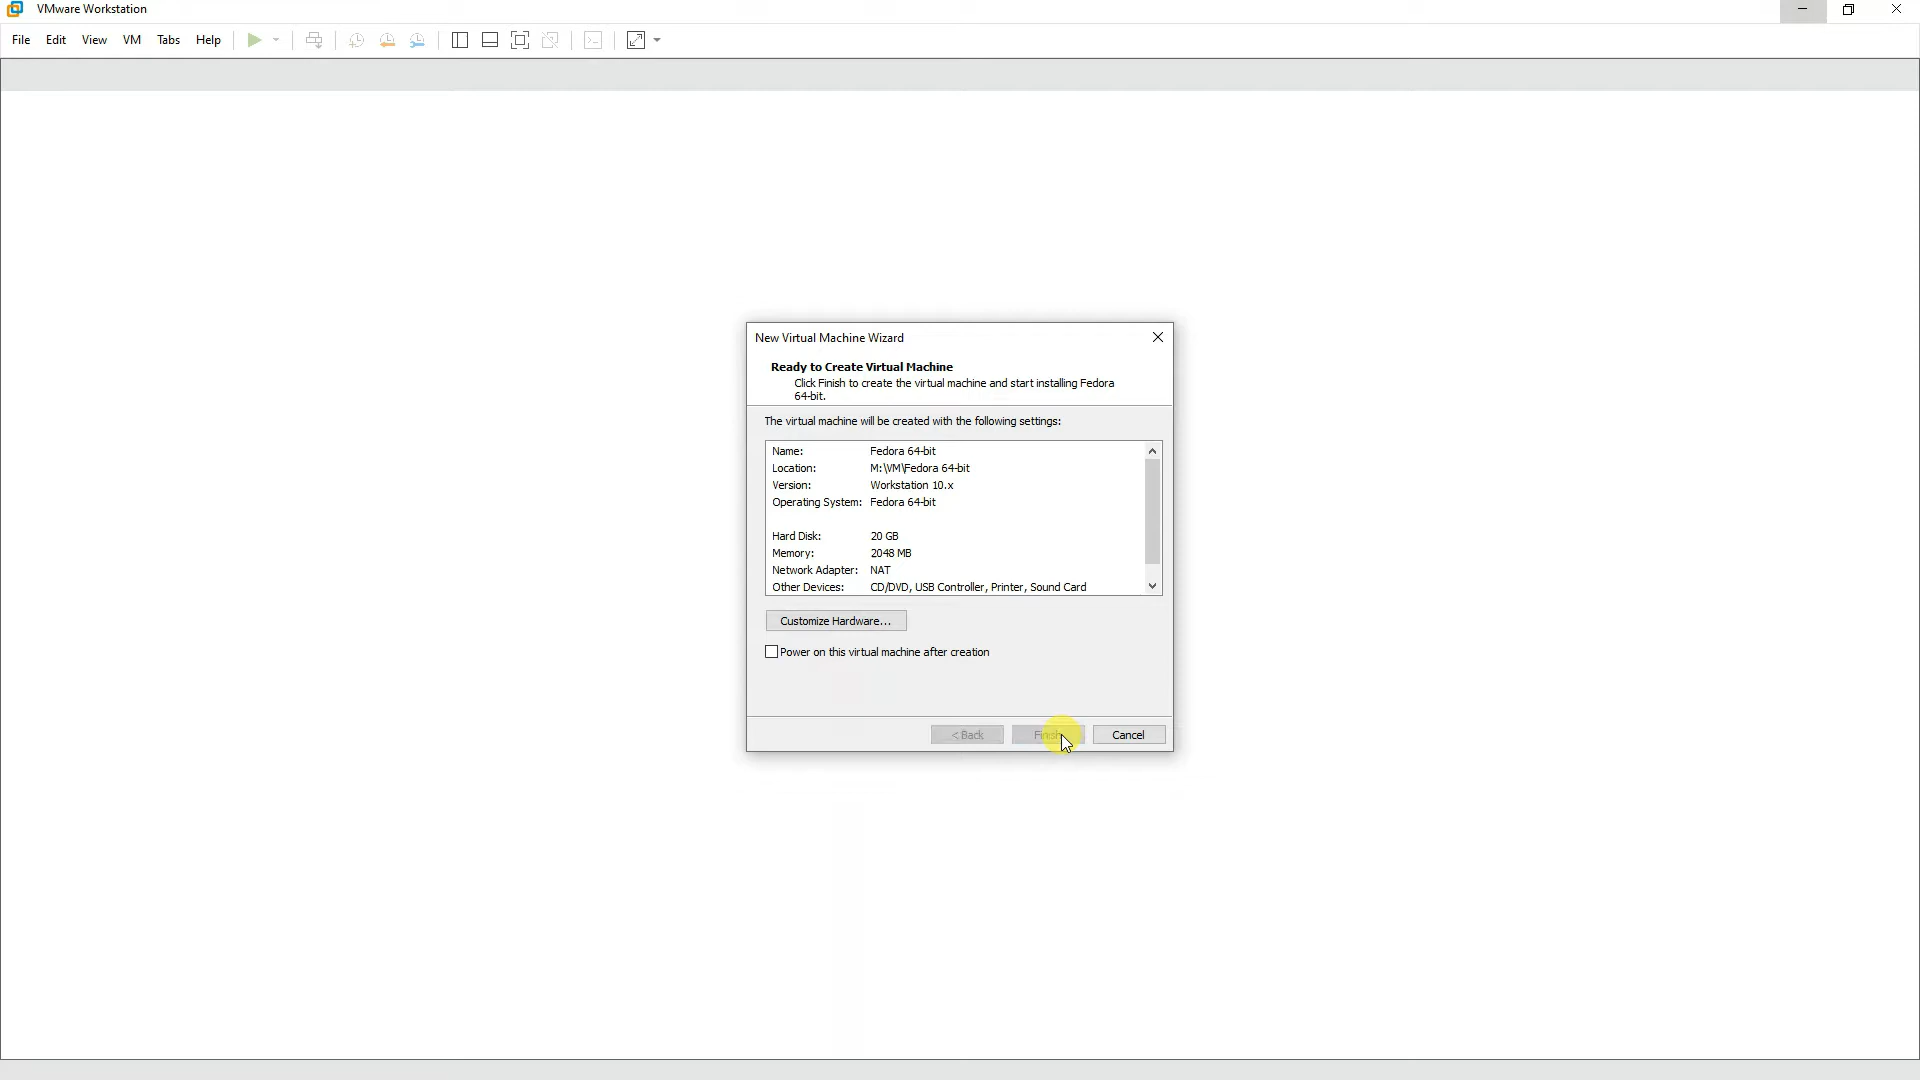 VMware Workstation
File Edit View VM Tabs Help
New Virtual Machine Wizard
Ready to Create Virtual Machine
Click Finish to create the virtual machine and start installing Fedora
64-bit.
The virtual machine will be created with the following settings:
Name: Fedora 64-bit
Location: M:\VM\Fedora 64-bit
Version: Workstation 10.x
Operating System: Fedora 64-bit
Hard Disk: 20 GB
Memory: 2048 MB
Network Adapter: NAT
Other Devices: CD/DVD, USB Controller, Printer, Sound Card
Customize Hardware...
Power on this virtual machine after creation
< Back Finish Cancel